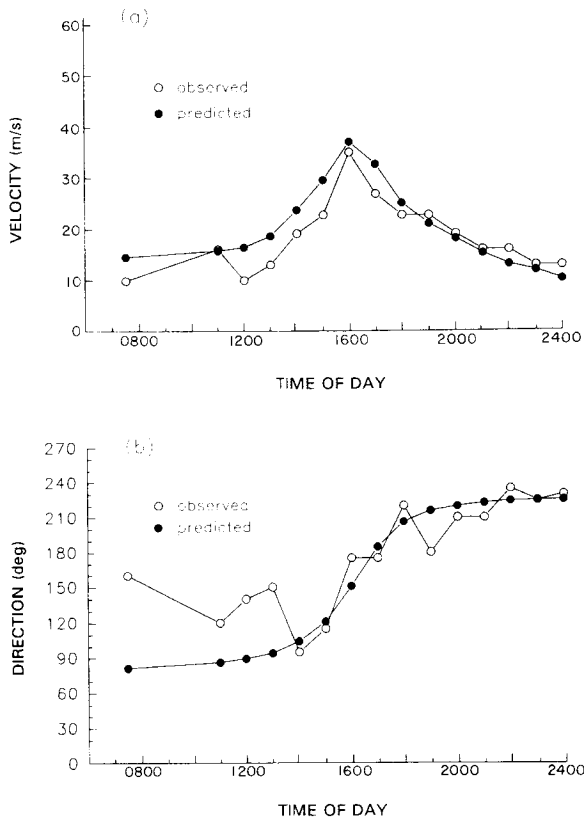 (a)
60
50
40
30
20
10
0
observed
predicted
VELOCITY (m/s)
0800 1200 1600 2000 2400
TIME OF DAY
(b)
270
240
210
180
150
120
90
60
30
0
observed
predicted
DIRECTION (deg)
0800 1200 1600 2000 2400
TIME OF DAY